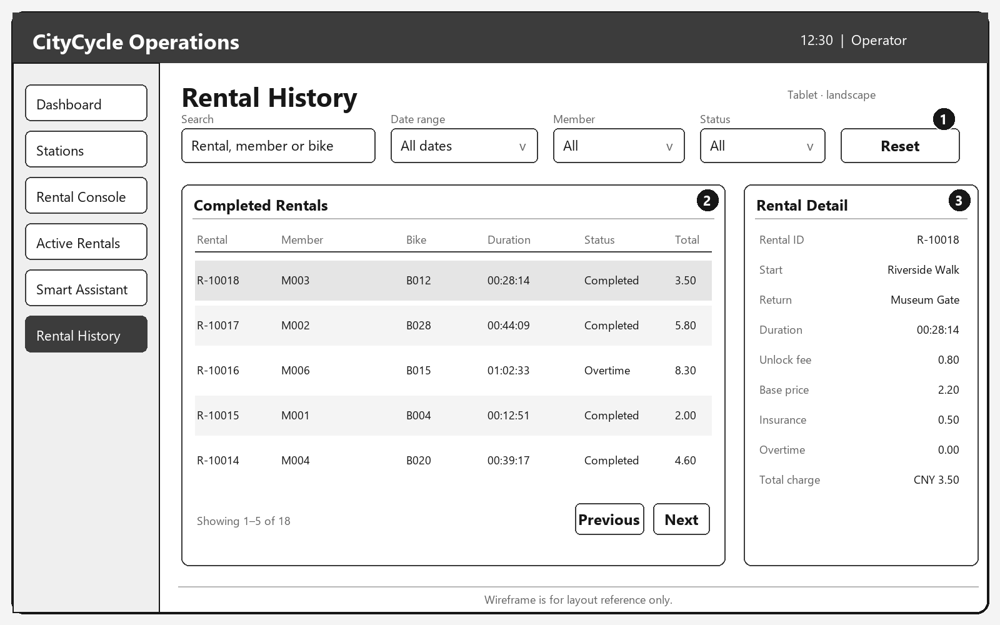 CityCycle Operations
12:30 | Operator
Dashboard
Stations
Rental Console
Active Rentals
Smart Assistant
Rental History
Rental History
Tablet · landscape
Search
Date range
Member
Status
1
Rental, member or bike
All dates v
All v
All v
Reset
Completed Rentals
2
Rental Member Bike Duration Status Total
R-10018 M003 B012 00:28:14 Completed 3.50
R-10017 M002 B028 00:44:09 Completed 5.80
R-10016 M006 B015 01:02:33 Overtime 8.30
R-10015 M001 B004 00:12:51 Completed 2.00
R-10014 M004 B020 00:39:17 Completed 4.60
Showing 1–5 of 18
Previous
Next
Rental Detail
3
Rental ID R-10018
Start Riverside Walk
Return Museum Gate
Duration 00:28:14
Unlock fee 0.80
Base price 2.20
Insurance 0.50
Overtime 0.00
Total charge CNY 3.50
Wireframe is for layout reference only.